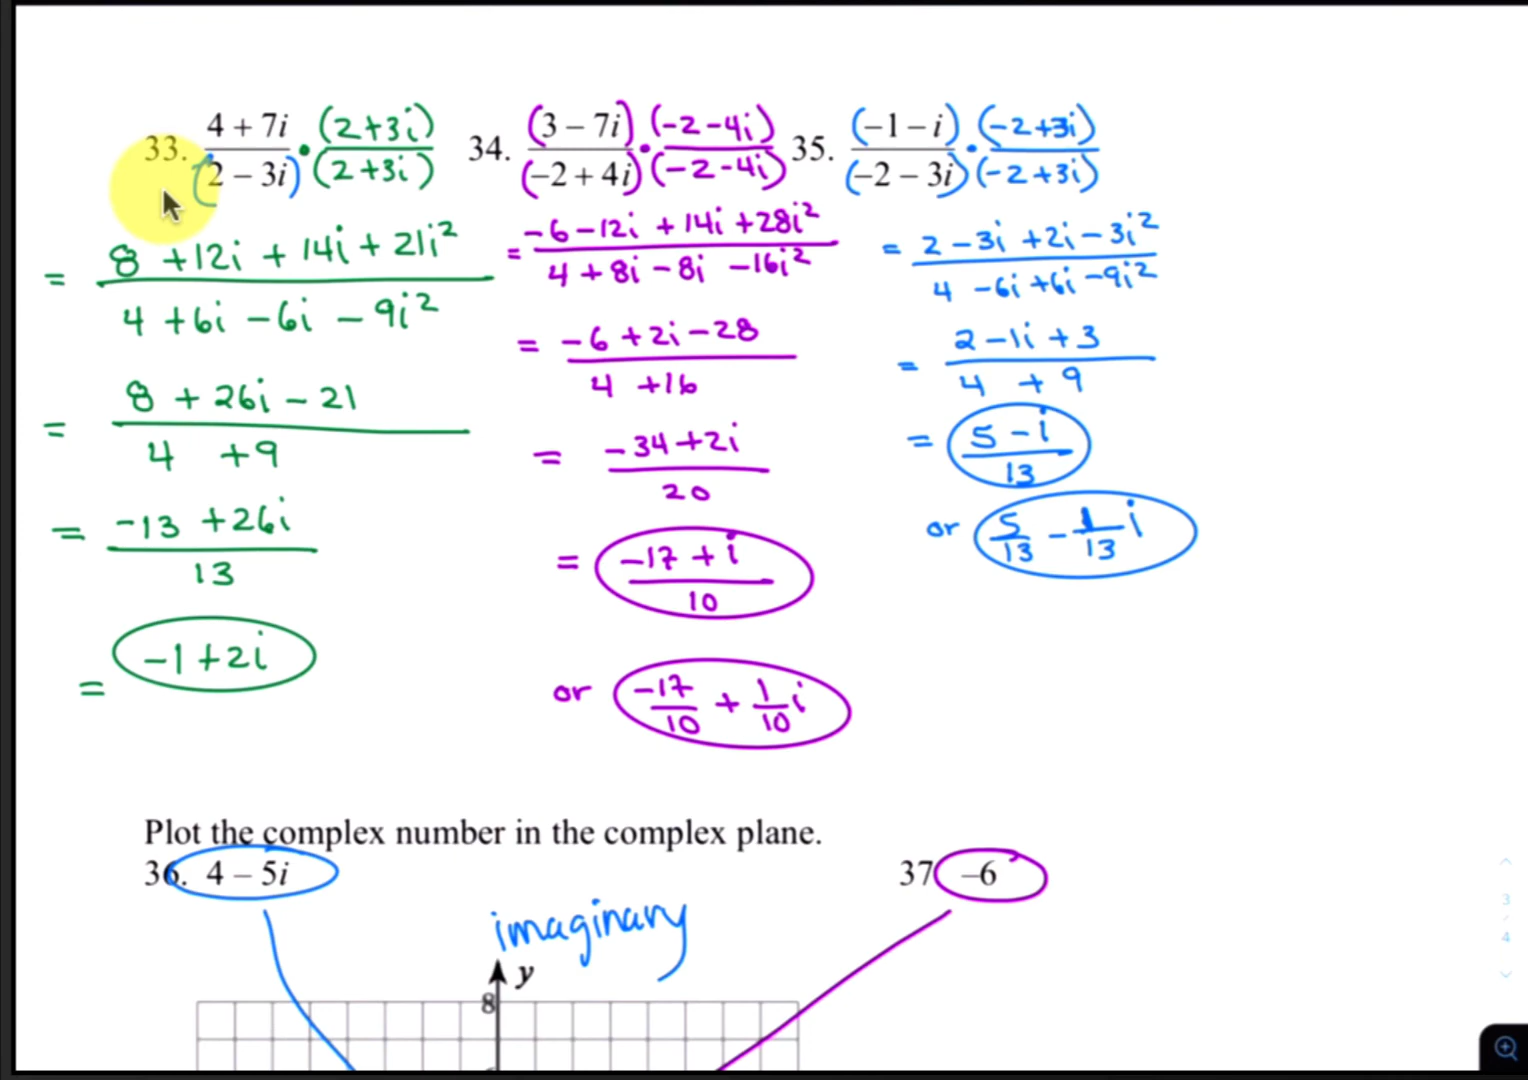 33. 4 + 7i / (2 – 3i) • (2+3i) / (2+3i)
= 8 +12i + 14i + 21i² / 4 +6i –6i – 9i²
= 8 + 26i – 21 / 4 +9
= –13 +26i / 13
= –1 +2i
34. (3 – 7i) / (–2 + 4i) • (–2–4i) / (–2–4i)
= –6–12i +14i +28i² / 4 +8i –8i –16i²
= –6 +2i –28 / 4 +16
= –34+2i / 20
= –17 +i / 10
or –17/10 + 1/10 i
35. (–1 – i) / (–2 – 3i) • (–2+3i) / (–2+3i)
= 2 –3i +2i –3i² / 4 –6i +6i –9i²
= 2 –1i +3 / 4 +9
= 5 –i / 13
or 5/13 – 1/13 i
Plot the complex number in the complex plane.
36. 4 – 5i
37 –6
imaginary
y
8
3
4